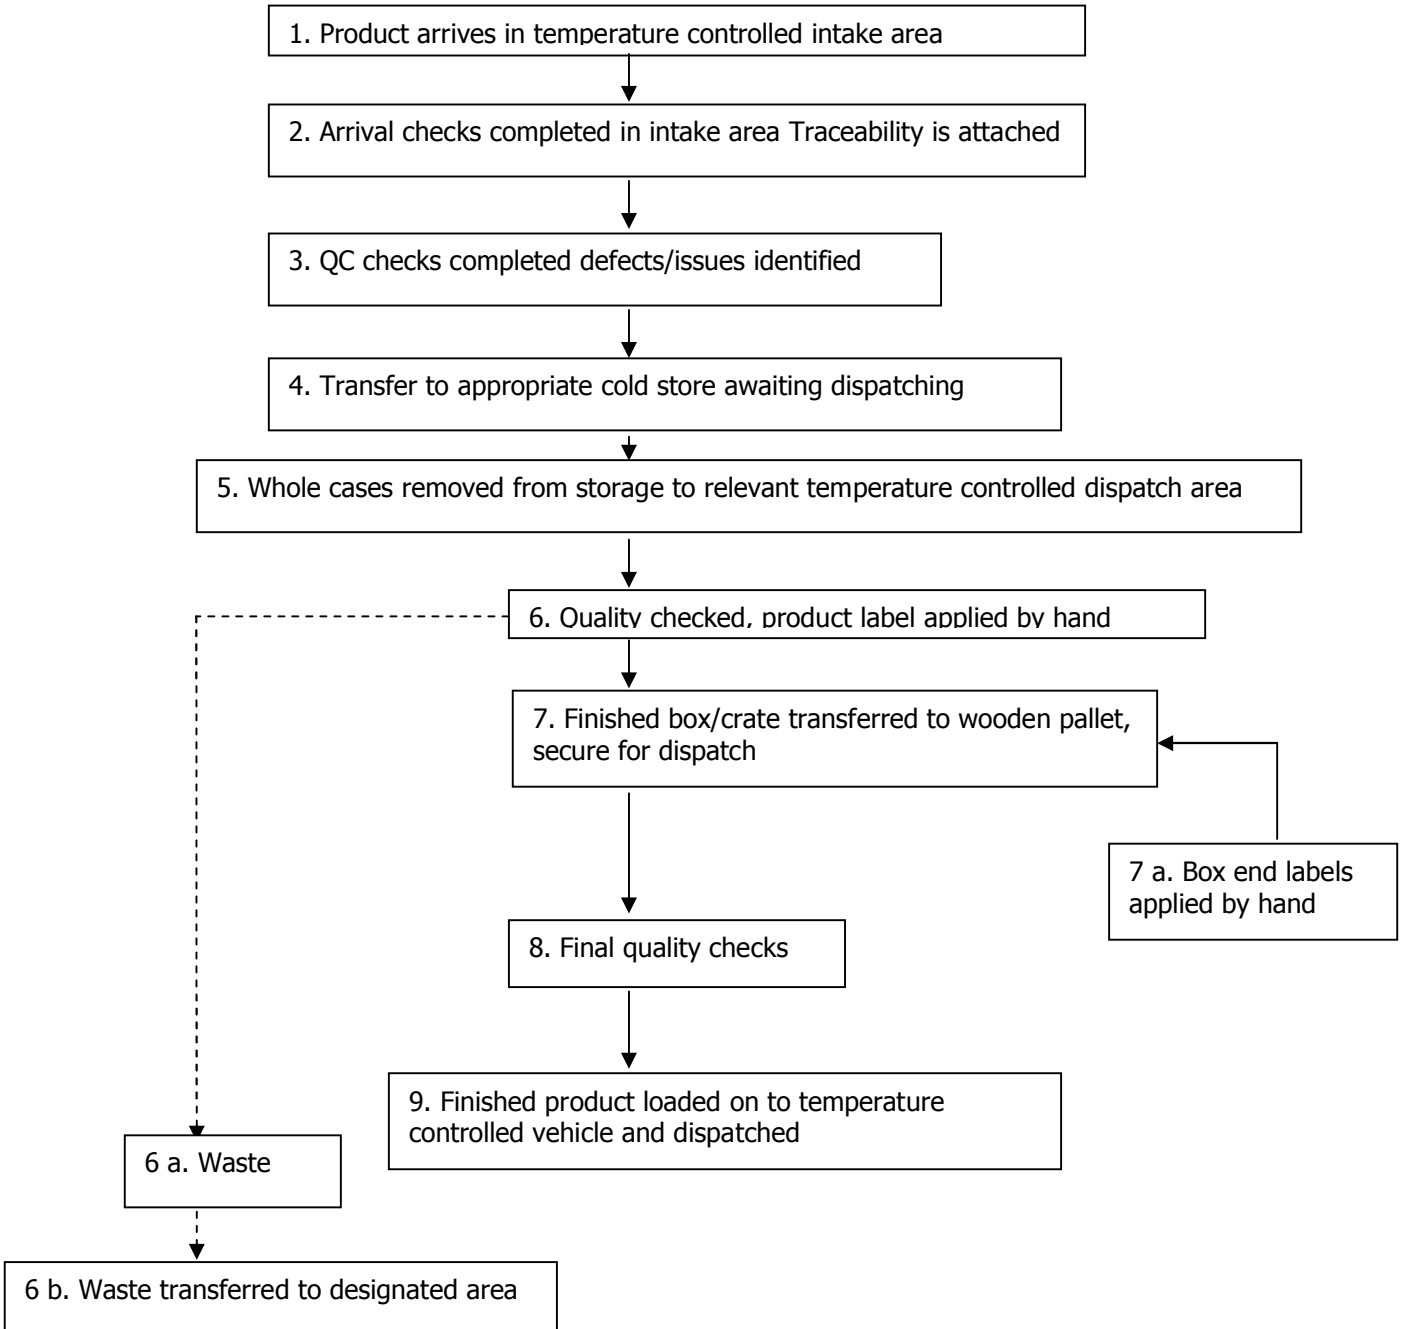 1. Product arrives in temperature controlled intake area
2. Arrival checks completed in intake area Traceability is attached
3. QC checks completed defects/issues identified
4. Transfer to appropriate cold store awaiting dispatching
5. Whole cases removed from storage to relevant temperature controlled dispatch area
6. Quality checked, product label applied by hand
7. Finished box/crate transferred to wooden pallet,
secure for dispatch
7 a. Box end labels
applied by hand
8. Final quality checks
9. Finished product loaded on to temperature
controlled vehicle and dispatched
6 a. Waste
6 b. Waste transferred to designated area